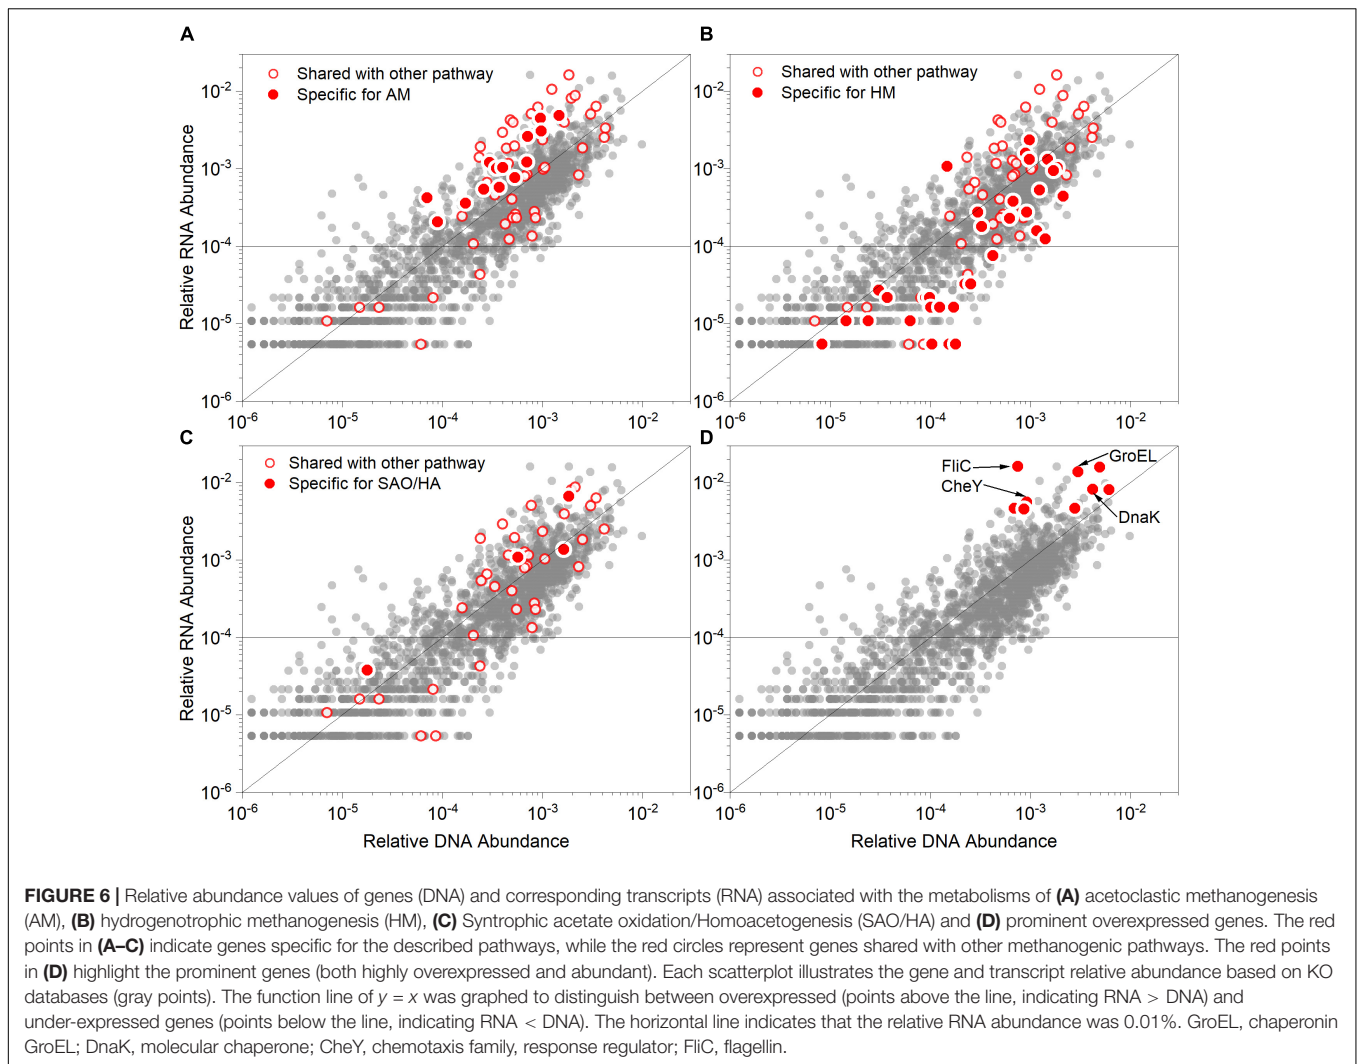 A
Shared with other pathway
Specific for AM
Relative RNA Abundance
10-2
10-3
10-4
10-5
10-6
10-6
10-5
10-4
10-3
10-2
B
Shared with other pathway
Specific for HM
Relative RNA Abundance
10-2
10-3
10-4
10-5
10-6
10-6
10-5
10-4
10-3
10-2
C
Shared with other pathway
Specific for SAO/HA
Relative RNA Abundance
10-2
10-3
10-4
10-5
10-6
10-6
10-5
10-4
10-3
10-2
Relative DNA Abundance
D
FliC
CheY
GroEL
DnaK
Relative RNA Abundance
10-2
10-3
10-4
10-5
10-6
10-6
10-5
10-4
10-3
10-2
Relative DNA Abundance
FIGURE 6 | Relative abundance values of genes (DNA) and corresponding transcripts (RNA) associated with the metabolisms of (A) acetoclastic methanogenesis
(AM), (B) hydrogenotrophic methanogenesis (HM), (C) Syntrophic acetate oxidation/Homoacetogenesis (SAO/HA) and (D) prominent overexpressed genes. The red
points in (A–C) indicate genes specific for the described pathways, while the red circles represent genes shared with other methanogenic pathways. The red points
in (D) highlight the prominent genes (both highly overexpressed and abundant). Each scatterplot illustrates the gene and transcript relative abundance based on KO
databases (gray points). The function line of y = x was graphed to distinguish between overexpressed (points above the line, indicating RNA > DNA) and
under-expressed genes (points below the line, indicating RNA < DNA). The horizontal line indicates that the relative RNA abundance was 0.01%. GroEL, chaperonin
GroEL; DnaK, molecular chaperone; CheY, chemotaxis family, response regulator; FliC, flagellin.